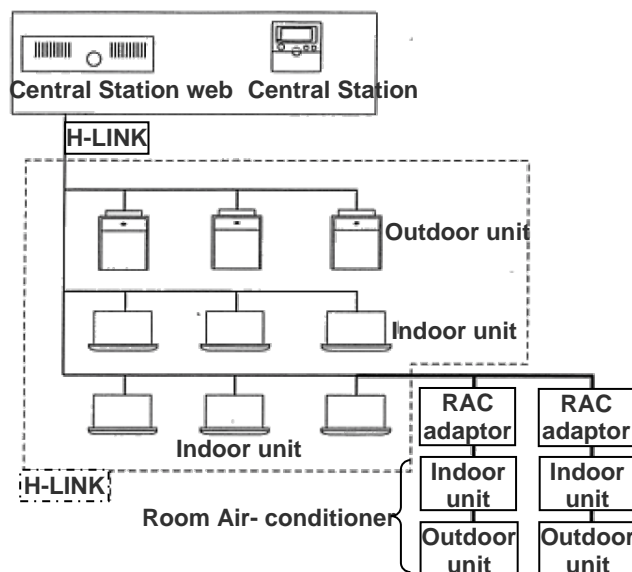 Central Station web
Central Station
H-LINK
Outdoor unit
Indoor unit
Indoor unit
RAC
adaptor
RAC
adaptor
H-LINK
Room Air- conditioner
Indoor
unit
Indoor
unit
Outdoor
unit
Outdoor
unit